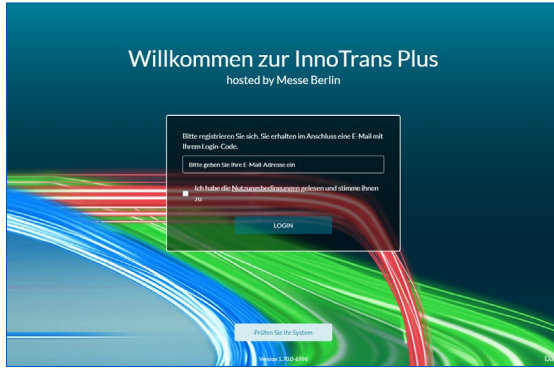 Willkommen zur InnoTrans Plus
hosted by Messe Berlin
Bitte registrieren Sie sich. Sie erhalten im Anschluss eine E-Mail mit
Ihrem Login-Code.
Bitte geben Sie Ihre E-Mail-Adresse ein
Ich habe die Nutzungsbedingungen gelesen und stimme ihnen
zu
LOGIN
Prüfen Sie Ihr System
Version 1.70.0-6996
Da